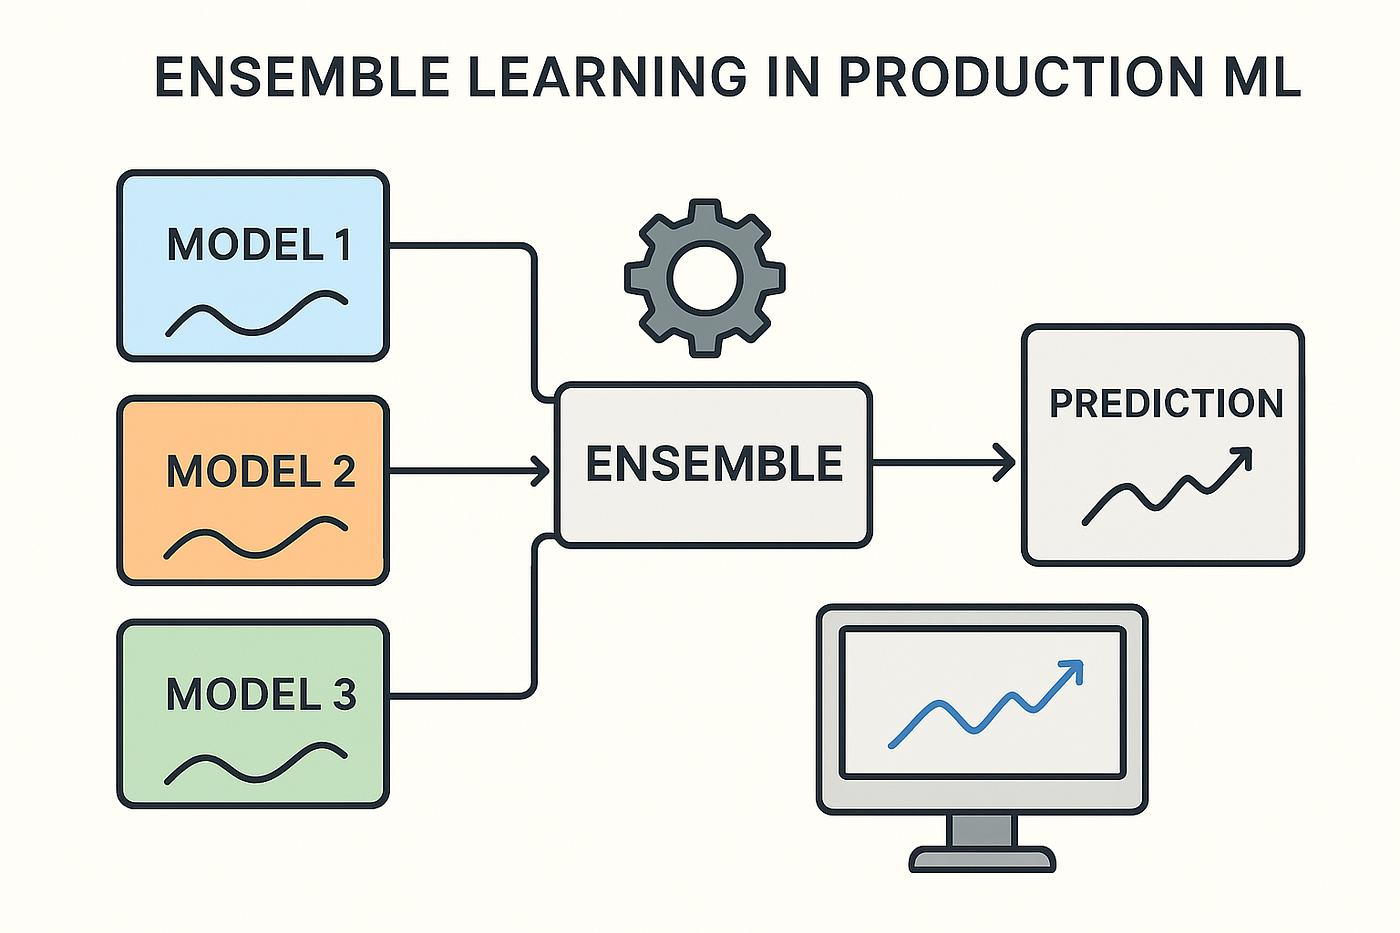 ENSEMBLE LEARNING IN PRODUCTION ML
MODEL 1
MODEL 2
MODEL 3
ENSEMBLE
PREDICTION